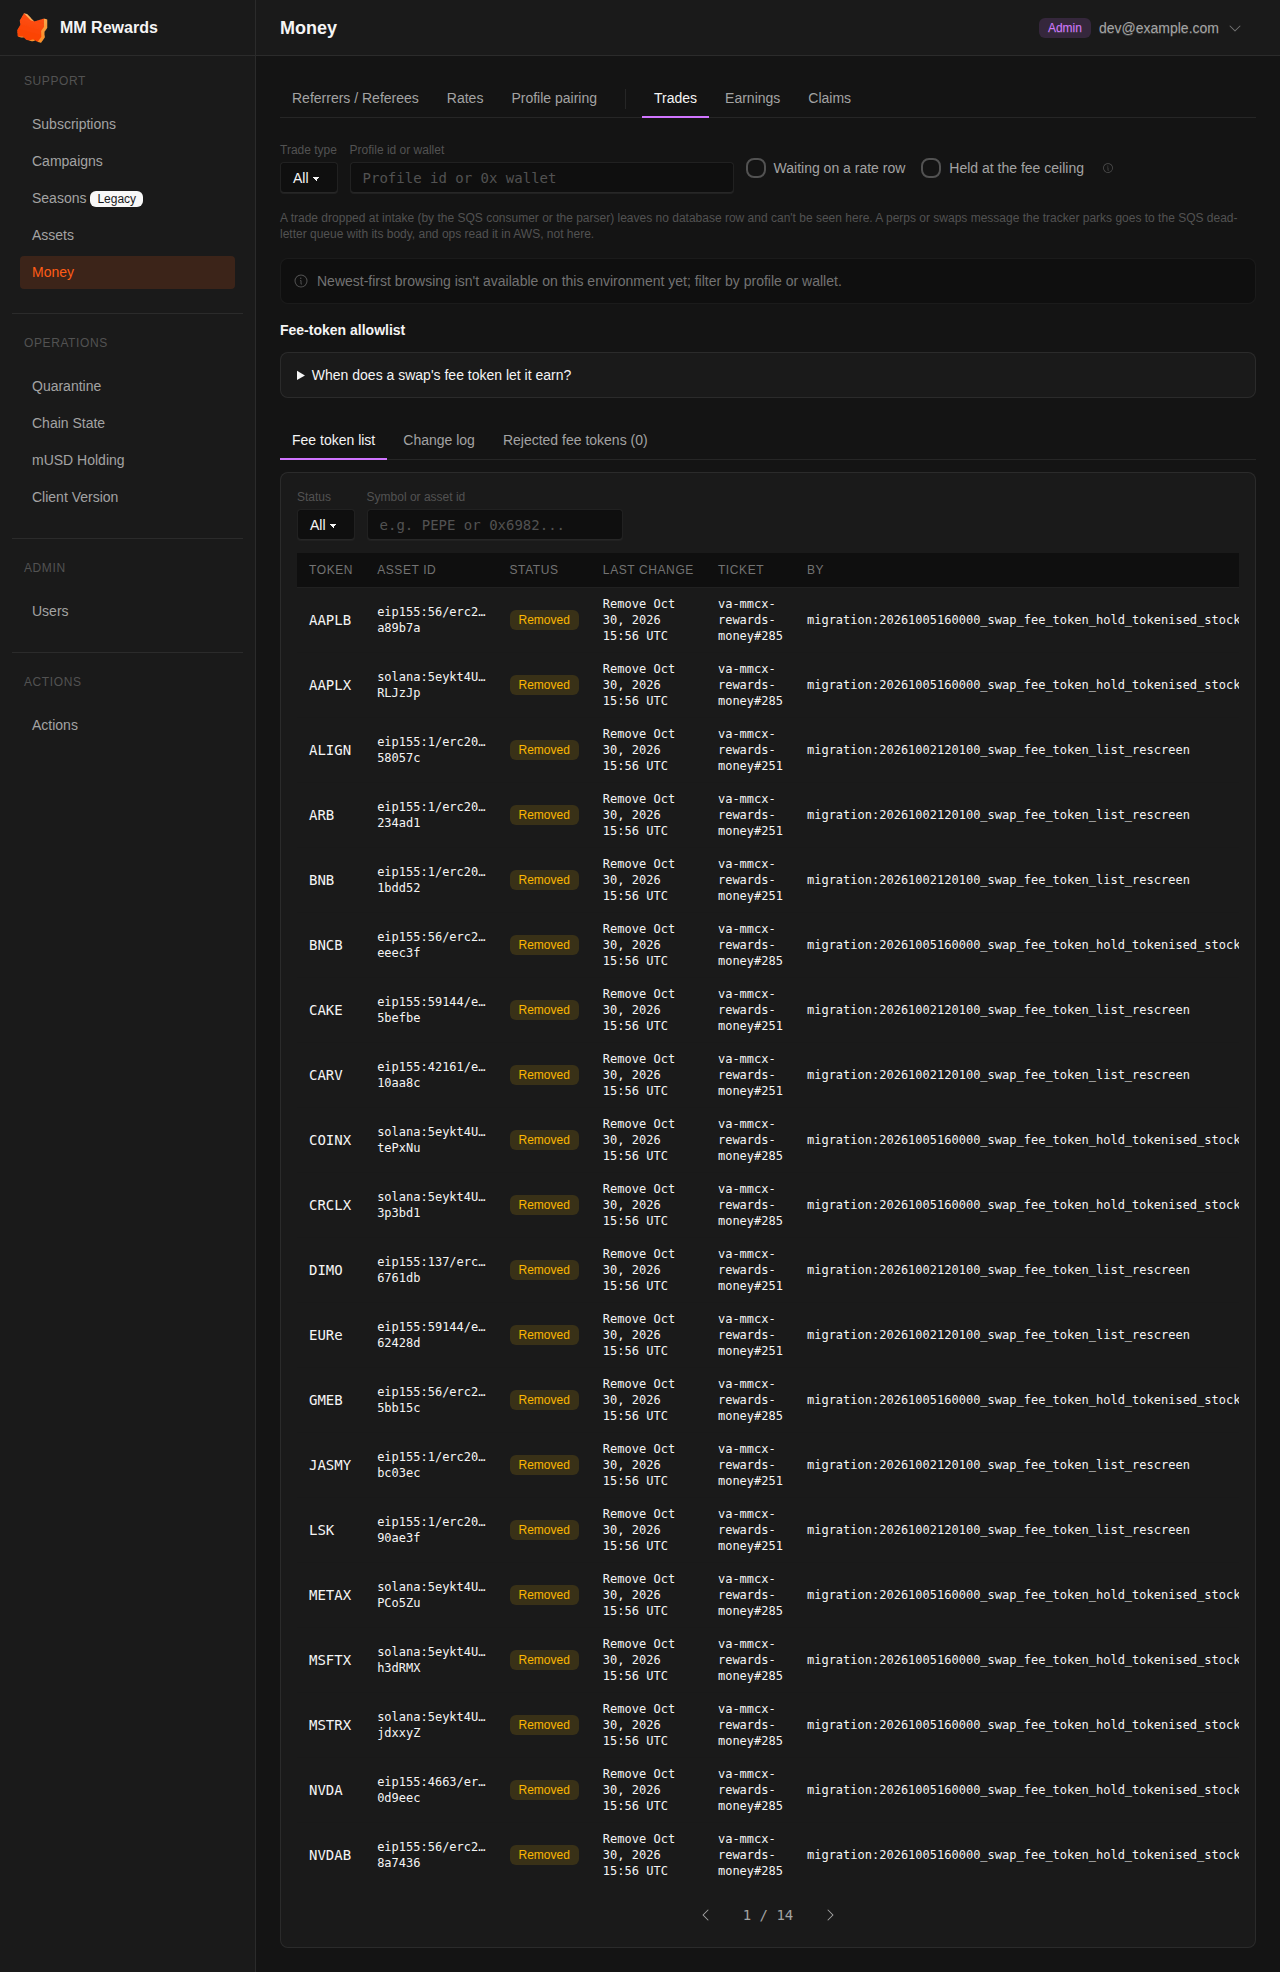 MM Rewards
Money
Admin dev@example.com
SUPPORT
Subscriptions
Campaigns
Seasons Legacy
Assets
Money
OPERATIONS
Quarantine
Chain State
mUSD Holding
Client Version
ADMIN
Users
ACTIONS
Actions
Referrers / Referees Rates Profile pairing Trades Earnings Claims
Trade type Profile id or wallet
All Profile id or 0x wallet Waiting on a rate row Held at the fee ceiling
A trade dropped at intake (by the SQS consumer or the parser) leaves no database row and can't be seen here. A perps or swaps message the tracker parks goes to the SQS dead-
letter queue with its body, and ops read it in AWS, not here.
Newest-first browsing isn't available on this environment yet; filter by profile or wallet.
Fee-token allowlist
When does a swap's fee token let it earn?
Fee token list Change log Rejected fee tokens (0)
Status Symbol or asset id
All e.g. PEPE or 0x6982...
TOKEN ASSET ID STATUS LAST CHANGE TICKET BY
AAPLB eip155:56/erc2…a89b7a Removed Remove Oct 30, 2026 15:56 UTC va-mmcx-rewards-money#285 migration:20261005160000_swap_fee_token_hold_tokenised_stock
AAPLX solana:5eykt4U…RLJzJp Removed Remove Oct 30, 2026 15:56 UTC va-mmcx-rewards-money#285 migration:20261005160000_swap_fee_token_hold_tokenised_stock
ALIGN eip155:1/erc20…58057c Removed Remove Oct 30, 2026 15:56 UTC va-mmcx-rewards-money#251 migration:20261002120100_swap_fee_token_list_rescreen
ARB eip155:1/erc20…234ad1 Removed Remove Oct 30, 2026 15:56 UTC va-mmcx-rewards-money#251 migration:20261002120100_swap_fee_token_list_rescreen
BNB eip155:1/erc20…1bdd52 Removed Remove Oct 30, 2026 15:56 UTC va-mmcx-rewards-money#251 migration:20261002120100_swap_fee_token_list_rescreen
BNCB eip155:56/erc2…eeec3f Removed Remove Oct 30, 2026 15:56 UTC va-mmcx-rewards-money#285 migration:20261005160000_swap_fee_token_hold_tokenised_stock
CAKE eip155:59144/e…5befbe Removed Remove Oct 30, 2026 15:56 UTC va-mmcx-rewards-money#251 migration:20261002120100_swap_fee_token_list_rescreen
CARV eip155:42161/e…10aa8c Removed Remove Oct 30, 2026 15:56 UTC va-mmcx-rewards-money#251 migration:20261002120100_swap_fee_token_list_rescreen
COINX solana:5eykt4U…tePxNu Removed Remove Oct 30, 2026 15:56 UTC va-mmcx-rewards-money#285 migration:20261005160000_swap_fee_token_hold_tokenised_stock
CRCLX solana:5eykt4U…3p3bd1 Removed Remove Oct 30, 2026 15:56 UTC va-mmcx-rewards-money#285 migration:20261005160000_swap_fee_token_hold_tokenised_stock
DIMO eip155:137/erc…6761db Removed Remove Oct 30, 2026 15:56 UTC va-mmcx-rewards-money#251 migration:20261002120100_swap_fee_token_list_rescreen
EURe eip155:59144/e…62428d Removed Remove Oct 30, 2026 15:56 UTC va-mmcx-rewards-money#251 migration:20261002120100_swap_fee_token_list_rescreen
GMEB eip155:56/erc2…5bb15c Removed Remove Oct 30, 2026 15:56 UTC va-mmcx-rewards-money#285 migration:20261005160000_swap_fee_token_hold_tokenised_stock
JASMY eip155:1/erc20…bc03ec Removed Remove Oct 30, 2026 15:56 UTC va-mmcx-rewards-money#251 migration:20261002120100_swap_fee_token_list_rescreen
LSK eip155:1/erc20…90ae3f Removed Remove Oct 30, 2026 15:56 UTC va-mmcx-rewards-money#251 migration:20261002120100_swap_fee_token_list_rescreen
METAX solana:5eykt4U…PCo5Zu Removed Remove Oct 30, 2026 15:56 UTC va-mmcx-rewards-money#285 migration:20261005160000_swap_fee_token_hold_tokenised_stock
MSFTX solana:5eykt4U…h3dRMX Removed Remove Oct 30, 2026 15:56 UTC va-mmcx-rewards-money#285 migration:20261005160000_swap_fee_token_hold_tokenised_stock
MSTRX solana:5eykt4U…jdxxyZ Removed Remove Oct 30, 2026 15:56 UTC va-mmcx-rewards-money#285 migration:20261005160000_swap_fee_token_hold_tokenised_stock
NVDA eip155:4663/er…0d9eec Removed Remove Oct 30, 2026 15:56 UTC va-mmcx-rewards-money#285 migration:20261005160000_swap_fee_token_hold_tokenised_stock
NVDAB eip155:56/erc2…8a7436 Removed Remove Oct 30, 2026 15:56 UTC va-mmcx-rewards-money#285 migration:20261005160000_swap_fee_token_hold_tokenised_stock
1 / 14